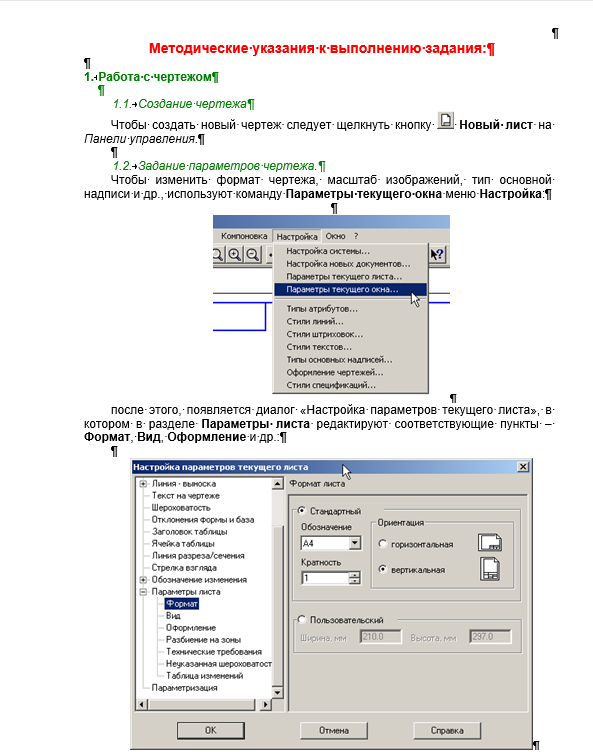 Методические указания к выполнению задания:¶
1. Работа с чертежом¶
1.1. Создание чертежа¶
Чтобы создать новый чертеж следует щелкнуть кнопку Новый лист на
Панели управления.¶
1.2. Задание параметров чертежа.¶
Чтобы изменить формат чертежа, масштаб изображений, тип основной
надписи и др., используют команду Параметры текущего окна меню Настройка:¶
Компоновка Настройка Окно ?
Настройка системы...
Настройка новых документов...
Параметры текущего листа...
Параметры текущего окна...
Типы атрибутов...
Стили линий...
Стили штриховок...
Стили текстов...
Типы основных надписей...
Оформление чертежей...
Стили спецификаций...
после этого, появляется диалог «Настройка параметров текущего листа», в
котором в разделе Параметры листа редактируют соответствующие пункты –
Формат, Вид, Оформление и др.:¶
Настройка параметров текущего листа
Линия - выноска
Текст на чертеже
Шероховатость
Отклонения формы и база
Заголовок таблицы
Ячейка таблицы
Линия разреза/сечения
Стрелка взгляда
Обозначение изменения
Параметры листа
Формат
Вид
Оформление
Разбиение на зоны
Технические требования
Неуказанная шероховатост
Таблица изменений
Параметризация
Формат листа
Стандартный
Обозначение
A4
Кратность
1
Ориентация
горизонтальная
вертикальная
Пользовательский
Ширина, мм 210.0 Высота, мм 297.0
OK Отмена Справка